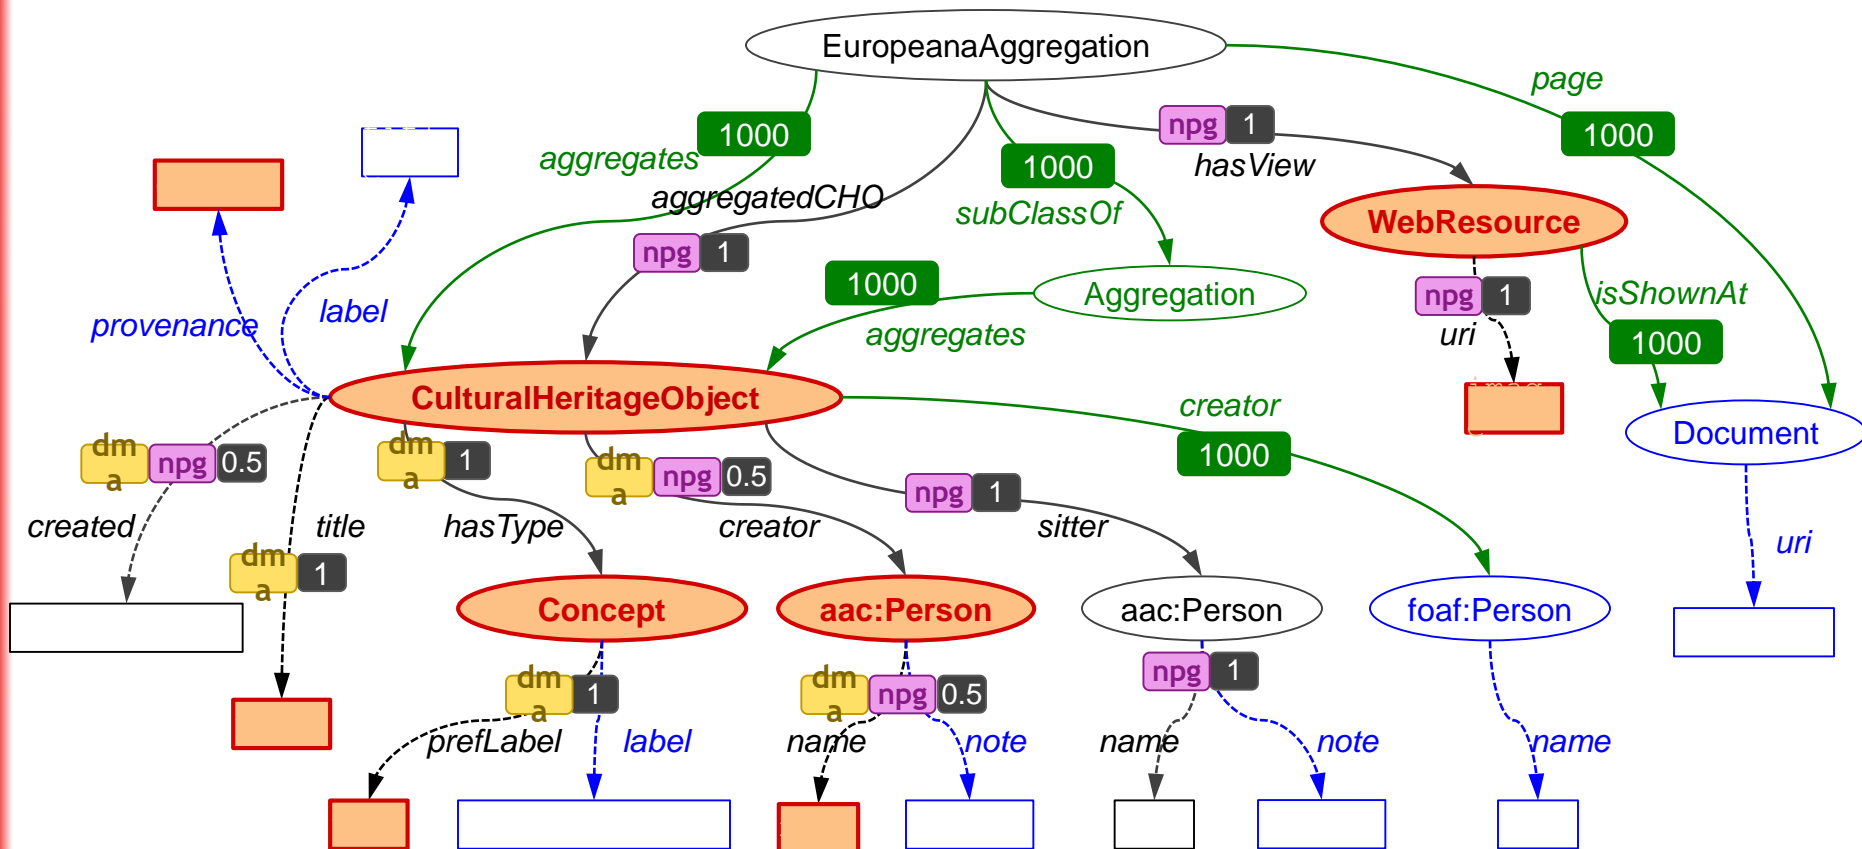 EuropeanaAggregation
page
1000
npg 1
1000
aggregates
1000
hasView
aggregatedCHO
subClassOf
WebResource
npg 1
1000
Aggregation
npg 1
isShownAt
label
provenance
aggregates
uri
1000
CulturalHeritageObject
creator
Document
dm
a
npg 0.5
dm
a
1
dm
a
npg 0.5
1000
npg 1
created
title
hasType
creator
sitter
uri
dm
a
1
Concept
aac:Person
aac:Person
foaf:Person
dm
a
1
dm
a
npg 0.5
npg 1
prefLabel
label
name
note
name
note
name